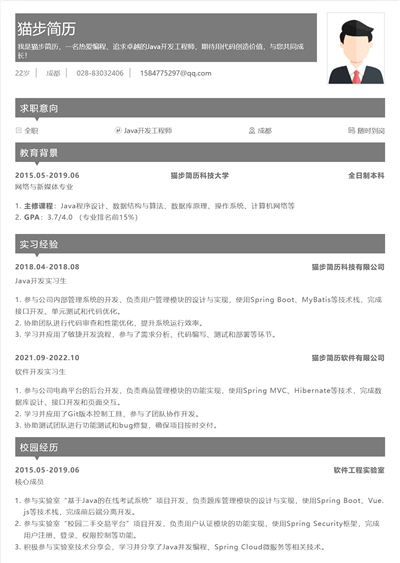 猫步简历
我是猫步简历，一名热爱编程，追求卓越的Java开发工程师，期待用代码创造价值，与您共同成
长！
22岁 成都 028-83032406 1584775297@qq.com
求职意向
全职 Java开发工程师 成都 随时到岗
教育背景
2015.05-2019.06 猫步简历科技大学 全日制本科
网络与新媒体专业
1. 主修课程：Java程序设计、数据结构与算法、数据库原理、操作系统、计算机网络等
2. GPA：3.7/4.0 （专业排名前15%）
实习经验
2018.04-2018.08 猫步简历科技有限公司
Java开发实习生
1. 参与公司内部管理系统的开发，负责用户管理模块的设计与实现，使用Spring Boot、MyBatis等技术栈，完成
接口开发、单元测试和代码优化。
2. 协助团队进行代码审查和性能优化，提升系统运行效率。
3. 学习并应用了敏捷开发流程，参与了需求分析、代码编写、测试和部署等环节。
2021.09-2022.10 猫步简历软件有限公司
软件开发实习生
1. 参与公司电商平台的后台开发，负责商品管理模块的功能实现，使用Spring MVC、Hibernate等技术，完成数
据库设计、接口开发和页面交互。
2. 学习并应用了Git版本控制工具，参与了团队协作开发。
3. 协助测试团队进行功能测试和bug修复，确保项目按时交付。
校园经历
2015.05-2019.06 软件工程实验室
核心成员
1. 参与实验室“基于Java的在线考试系统”项目开发，负责题库管理模块的设计与实现，使用Spring Boot、Vue.
js等技术栈，完成前后端分离开发。
2. 参与实验室“校园二手交易平台”项目开发，负责用户认证模块的功能实现，使用Spring Security框架，完成
用户注册、登录、权限控制等功能。
3. 积极参与实验室技术分享会，学习并分享了Java并发编程、Spring Cloud微服务等相关技术。